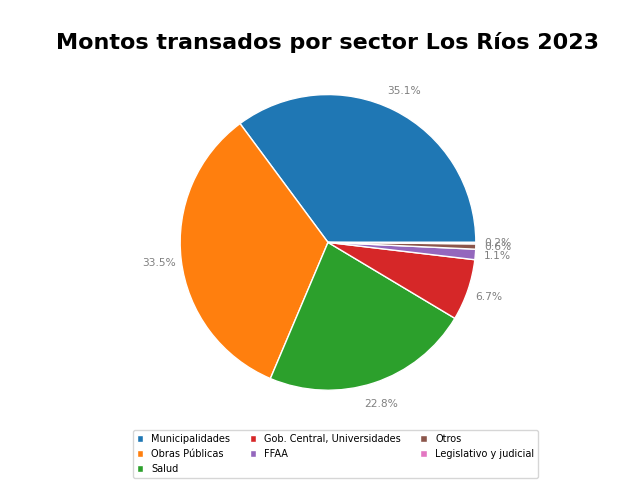 Montos transados por sector Los Ríos 2023
35.1%
33.5%
22.8%
6.7%
1.1%
0.6%
0.2%
Municipalidades
Obras Públicas
Salud
Gob. Central, Universidades
FFAA
Otros
Legislativo y judicial